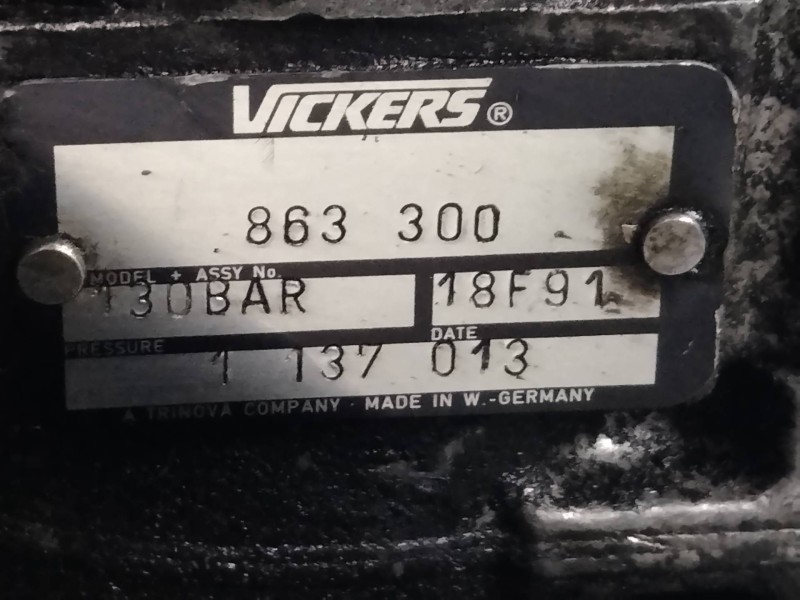 VICKERS®
863 300
MODEL + ASSY No.
130BAR 18F91
PRESSURE DATE
1 137 013
A TRINOVA COMPANY · MADE IN W.-GERMANY